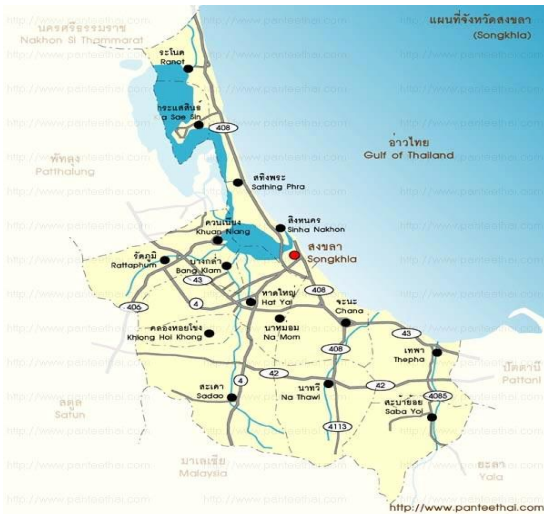 นครศรีธรรมราช
Nakhon Si Thammarat
แผนที่จังหวัดสงขลา
(Songkhla)
ระโนด
Ranot
กระแสสินธุ์
Kra Sae Sin
408
อ่าวไทย
Gulf of Thailand
พัทลุง
Patthalung
สทิงพระ
Sathing Phra
ควนเนียง
Khuan Niang
สิงหนคร
Sinha Nakhon
สงขลา
Songkhla
รัตภูมิ
Rattaphum
บางกล่ำ
Bang Klam
43
4
406
หาดใหญ่
Hat Yai
408
จะนะ
Chana
คลองหอยโข่ง
Khlong Hoi Khong
นาหม่อม
Na Mom
408
43
เทพา
Thepha
ปัตตานี
Pattani
สตูล
Satun
สะเดา
Sadao
4
42
นาทวี
Na Thawi
42
สะบ้าย้อย
Saba Yoi
4085
4113
มาเลเซีย
Malaysia
ยะลา
Yala
http://www.panteethai.com